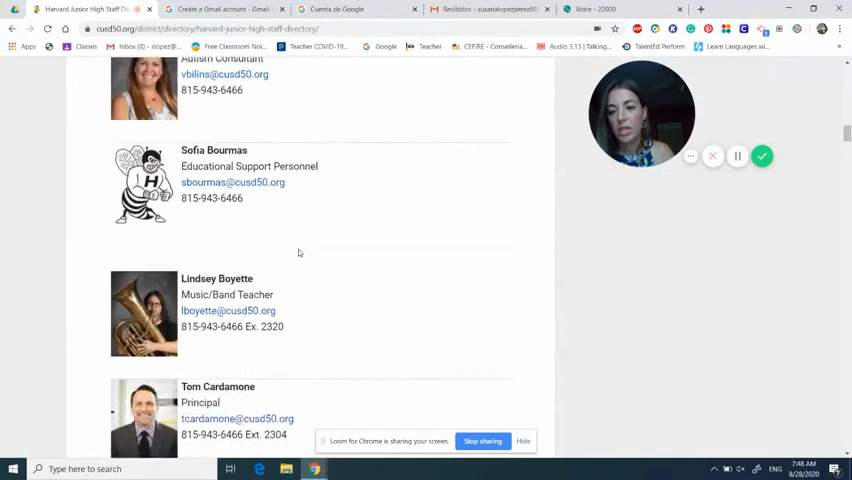 Harvard Junior High Staff Di
Create a Gmail account - Gmail
Cuenta de Google
Recibidos - susanalopezperez88
Voice - 22000
cusd50.org/district/directory/harvard-junior-high-staff-directory/
Classes
Inbox (8) - slopez@
Free Classroom Noise
Teacher COVID-19
Google
Teacher
CEFIRE - Conselleria
Audio 3.13 | Talking
TalentEd Perform
Learn Languages wi
Autism Consultant
vbilins@cusd50.org
815-943-6466
Sofia Bourmas
Educational Support Personnel
sbourmas@cusd50.org
815-943-6466
H
Lindsey Boyette
Music/Band Teacher
lboyette@cusd50.org
815-943-6466 Ex. 2320
Tom Cardamone
Principal
tcardamone@cusd50.org
815-943-6466 Ext. 2304
Loom for Chrome is sharing your screen.
Stop sharing
Hide
Type here to search
ENG
7:48 AM
8/28/2020